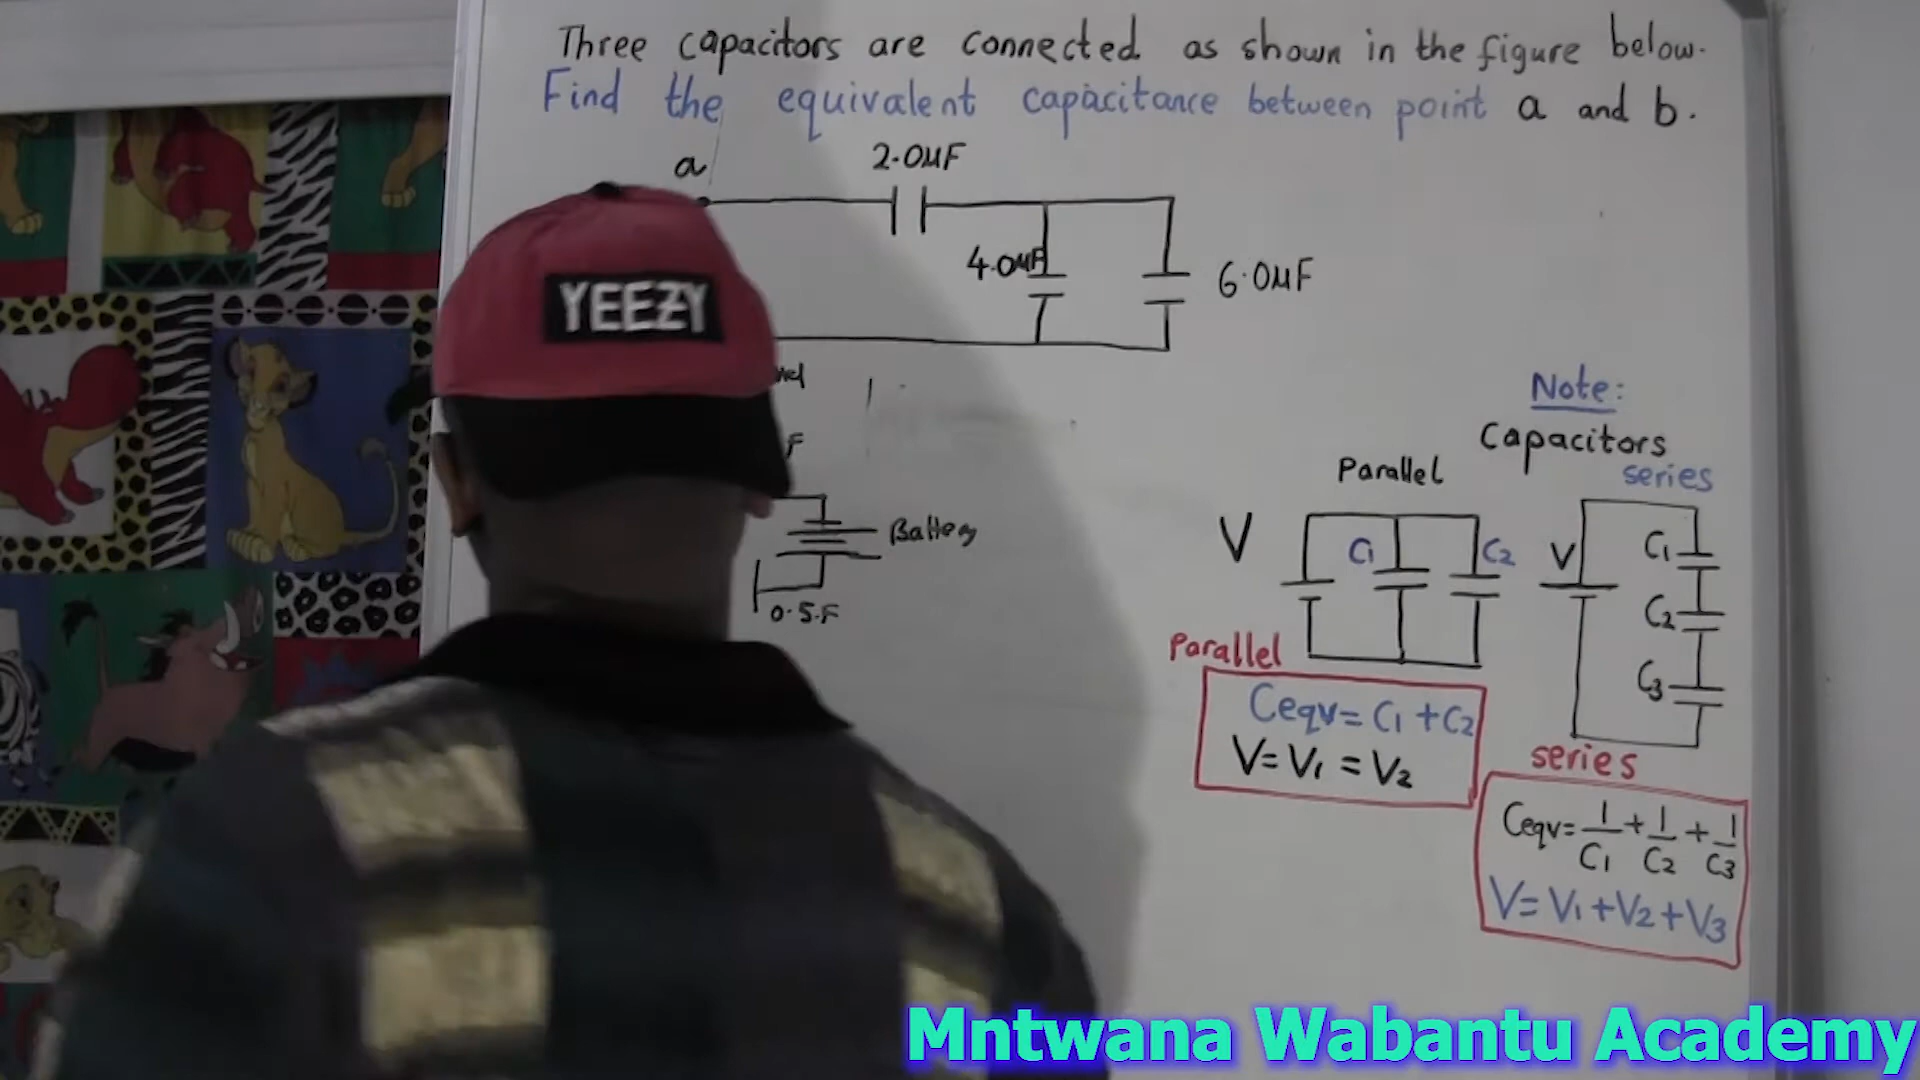 Three capacitors are connected as shown in the figure below.
Find the equivalent capacitance between point a and b.
a
2.0μF
4.0μF
6.0μF
YEEZY
F
Battery
0.5F
Note:
Capacitors
Parallel
series
V
C1
C2
V
C1
C2
C3
Parallel
Ceqv= C1 + C2
V= V1 = V2
series
Ceqv= 1/C1 + 1/C2 + 1/C3
V= V1 + V2 + V3
Mntwana Wabantu Academy